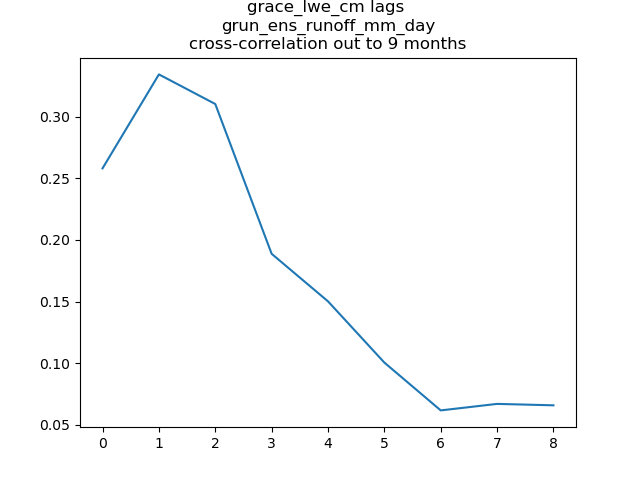 grace_lwe_cm lags
grun_ens_runoff_mm_day
cross-correlation out to 9 months
0.30
0.25
0.20
0.15
0.10
0.05
0 1 2 3 4 5 6 7 8